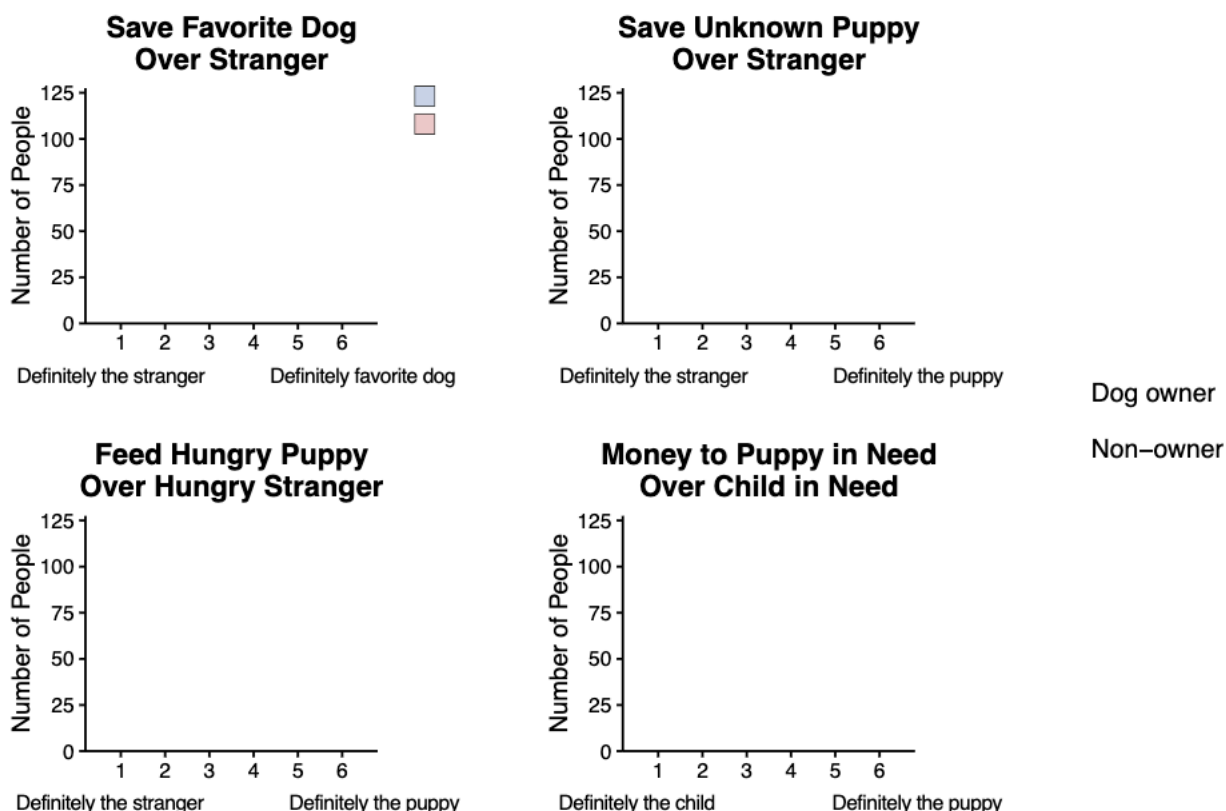 Save Favorite Dog
Over Stranger
Number of People
125
100
75
50
25
0
1 2 3 4 5 6
Definitely the stranger Definitely favorite dog
Save Unknown Puppy
Over Stranger
Number of People
125
100
75
50
25
0
1 2 3 4 5 6
Definitely the stranger Definitely the puppy
Dog owner
Non−owner
Feed Hungry Puppy
Over Hungry Stranger
Number of People
125
100
75
50
25
0
1 2 3 4 5 6
Definitely the stranger Definitely the puppy
Money to Puppy in Need
Over Child in Need
Number of People
125
100
75
50
25
0
1 2 3 4 5 6
Definitely the child Definitely the puppy